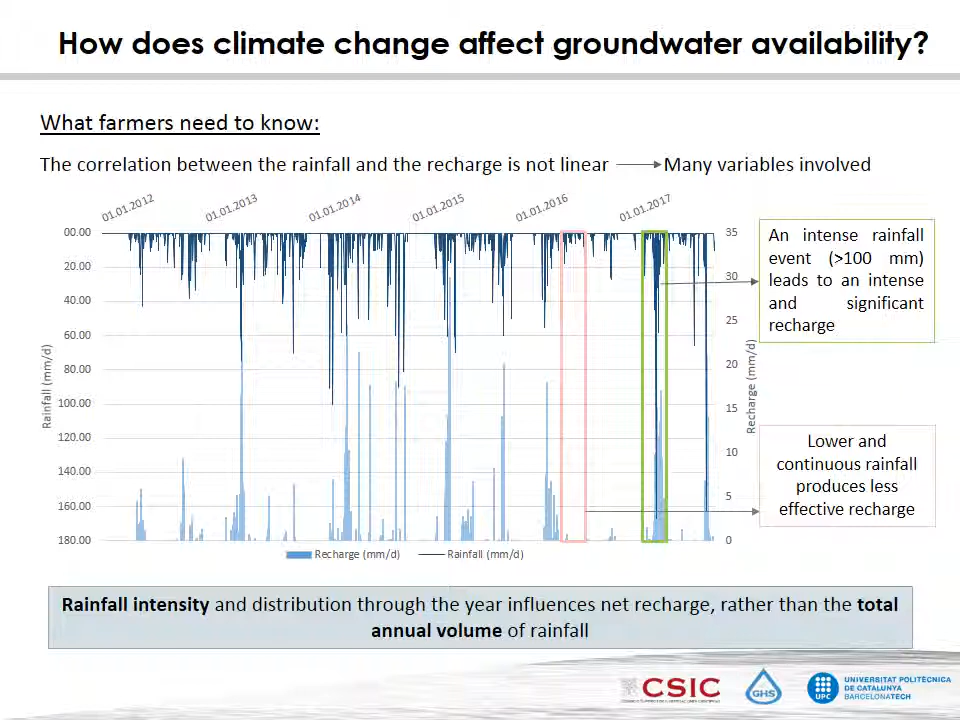 How does climate change affect groundwater availability?
What farmers need to know:
The correlation between the rainfall and the recharge is not linear
Many variables involved
01.01.2012
01.01.2013
01.01.2014
01.01.2015
01.01.2016
01.01.2017
00.00
20.00
40.00
60.00
80.00
100.00
120.00
140.00
160.00
180.00
Rainfall (mm/d)
35
30
25
20
15
10
5
0
Recharge (mm/d)
Recharge (mm/d)
Rainfall (mm/d)
An intense rainfall
event (>100 mm)
leads to an intense
and significant
recharge
Lower and
continuous rainfall
produces less
effective recharge
Rainfall intensity and distribution through the year influences net recharge, rather than the total
annual volume of rainfall
CSIC
GHS
UPC
UNIVERSITAT POLITÈCNICA
DE CATALUNYA
BARCELONATECH